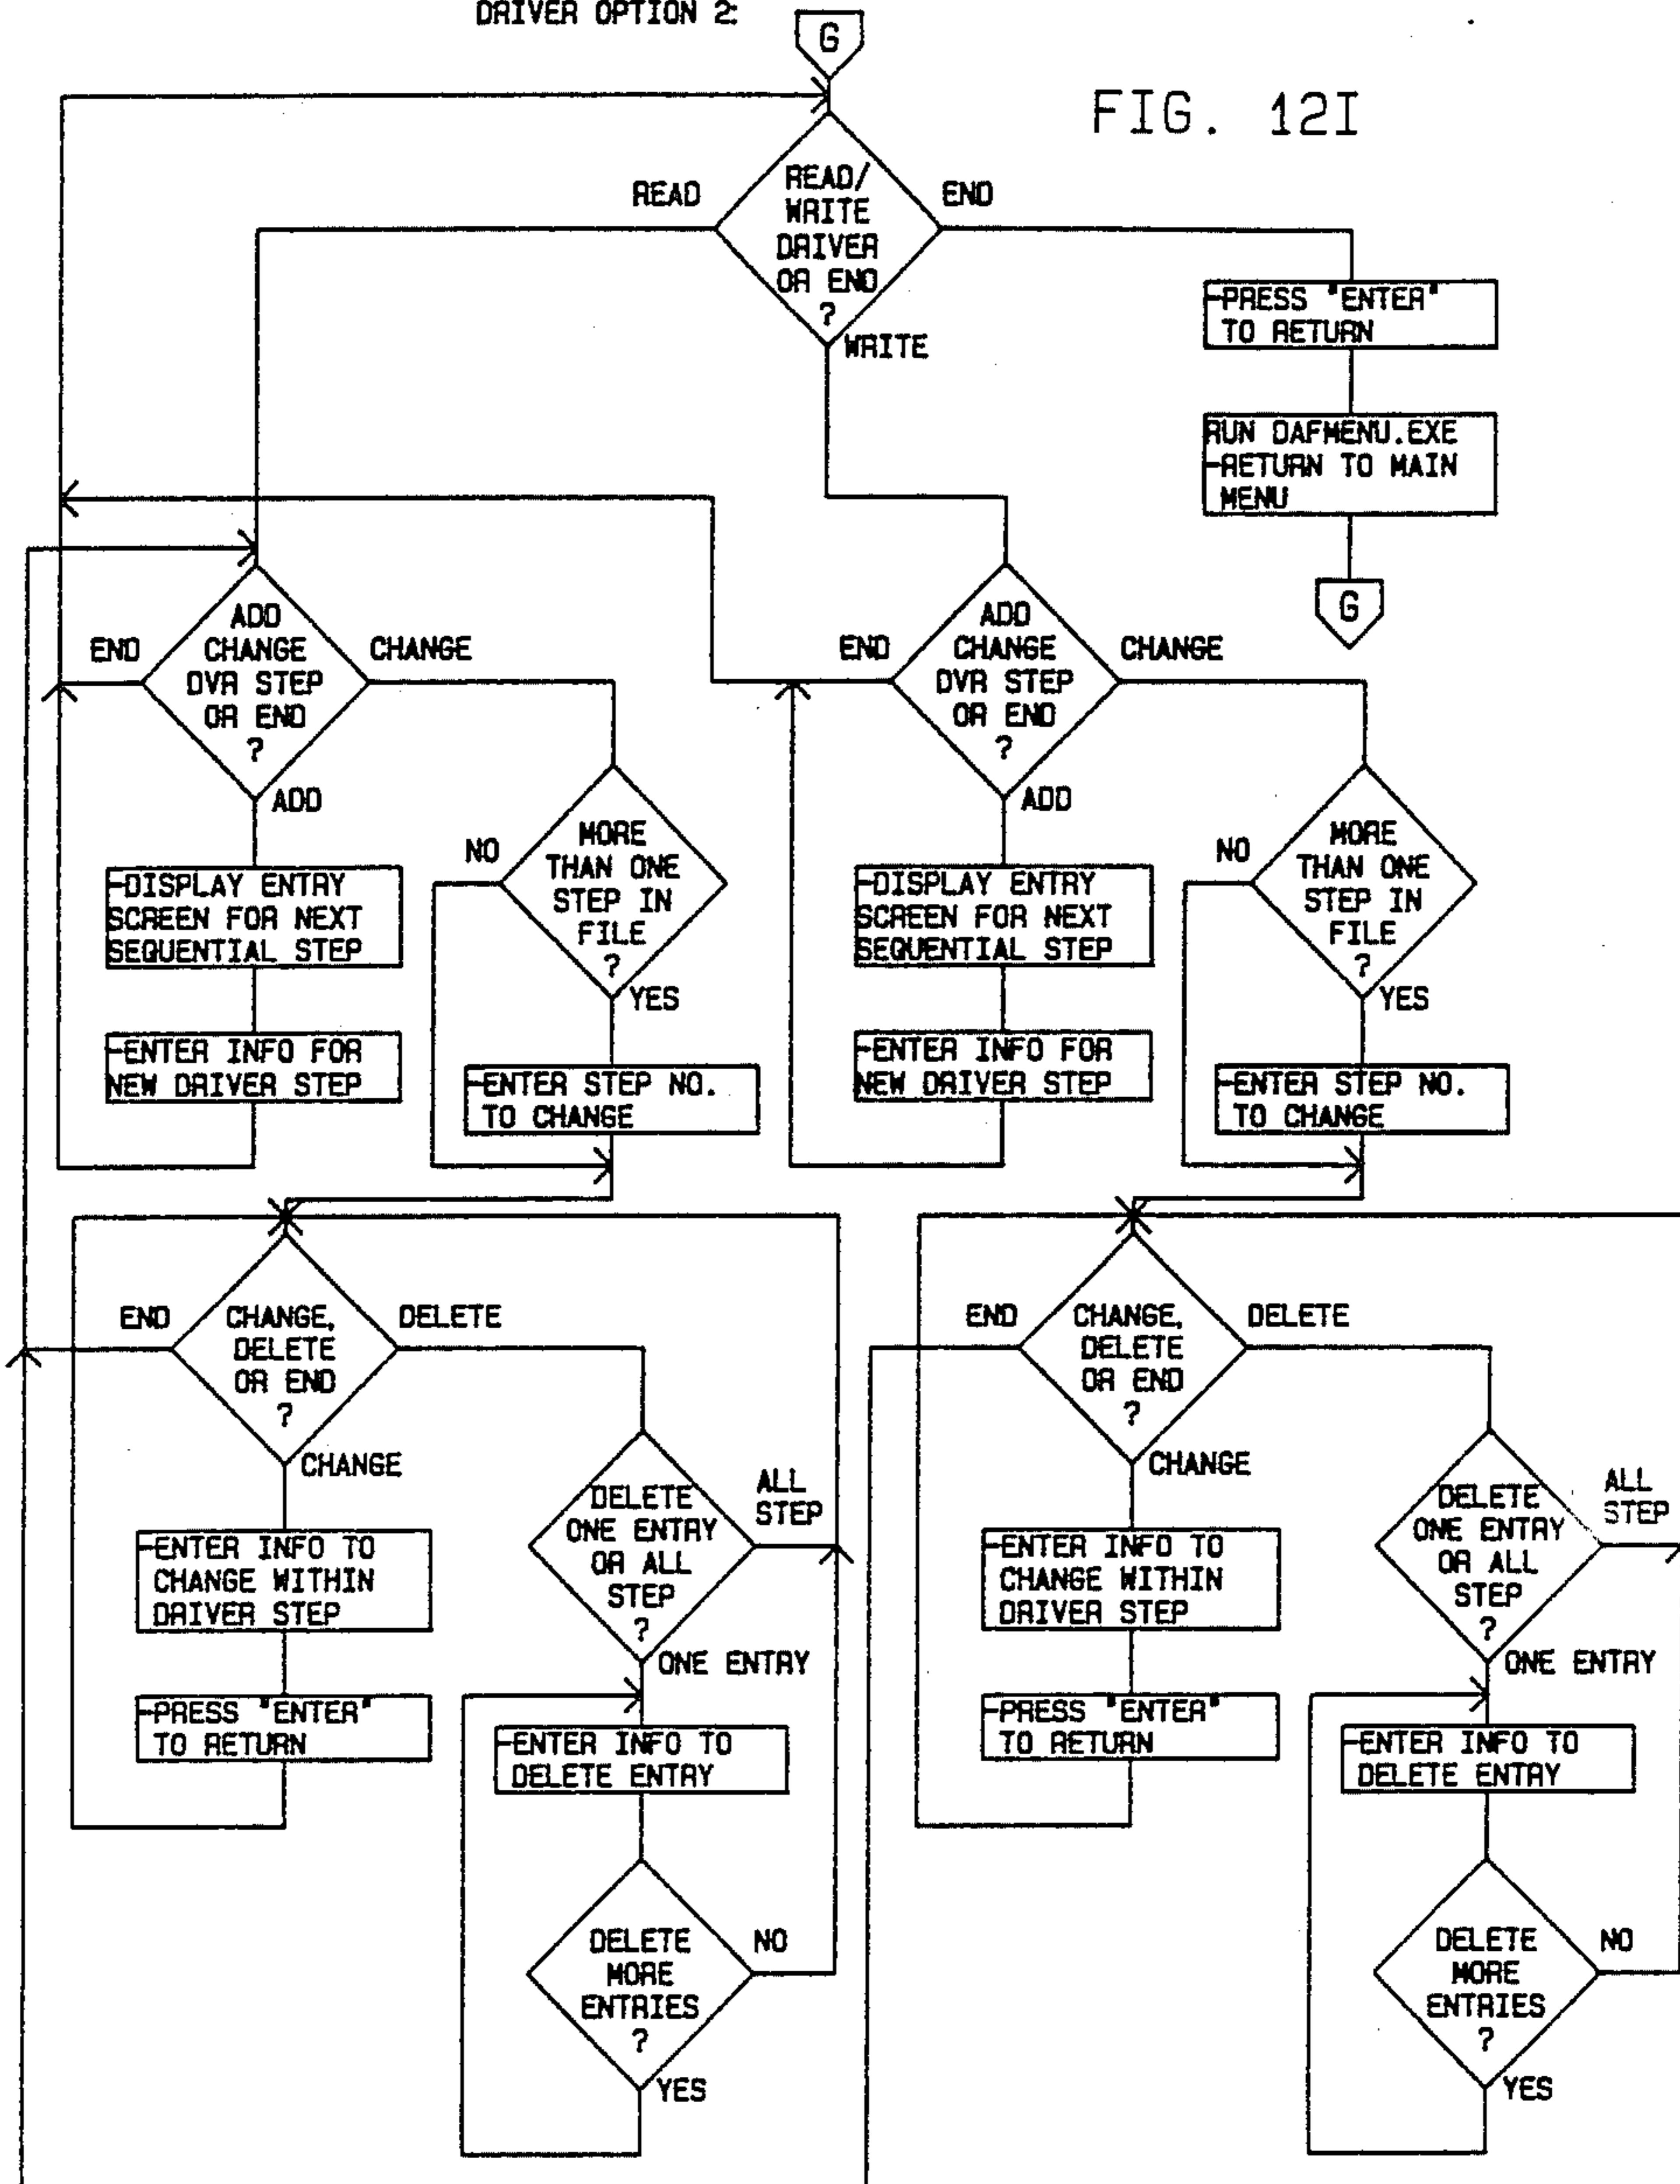 DRIVER OPTION 2:
G
FIG. 12I
READ
READ/
WRITE
DRIVER
OR END
?
END
WRITE
-PRESS "ENTER"
TO RETURN
RUN DAFMENU.EXE
-RETURN TO MAIN
MENU
G
END
ADD
CHANGE
DVR STEP
OR END
?
CHANGE
ADD
END
ADD
CHANGE
DVR STEP
OR END
?
CHANGE
ADD
-DISPLAY ENTRY
SCREEN FOR NEXT
SEQUENTIAL STEP
-ENTER INFO FOR
NEW DRIVER STEP
NO
MORE
THAN ONE
STEP IN
FILE
?
YES
-ENTER STEP NO.
TO CHANGE
-DISPLAY ENTRY
SCREEN FOR NEXT
SEQUENTIAL STEP
-ENTER INFO FOR
NEW DRIVER STEP
NO
MORE
THAN ONE
STEP IN
FILE
?
YES
-ENTER STEP NO.
TO CHANGE
END
CHANGE,
DELETE
OR END
?
DELETE
CHANGE
-ENTER INFO TO
CHANGE WITHIN
DRIVER STEP
-PRESS "ENTER"
TO RETURN
DELETE
ONE ENTRY
OR ALL
STEP
?
ALL
STEP
ONE ENTRY
-ENTER INFO TO
DELETE ENTRY
DELETE
MORE
ENTRIES
?
NO
YES
END
CHANGE,
DELETE
OR END
?
DELETE
CHANGE
-ENTER INFO TO
CHANGE WITHIN
DRIVER STEP
-PRESS "ENTER"
TO RETURN
DELETE
ONE ENTRY
OR ALL
STEP
?
ALL
STEP
ONE ENTRY
-ENTER INFO TO
DELETE ENTRY
DELETE
MORE
ENTRIES
?
NO
YES